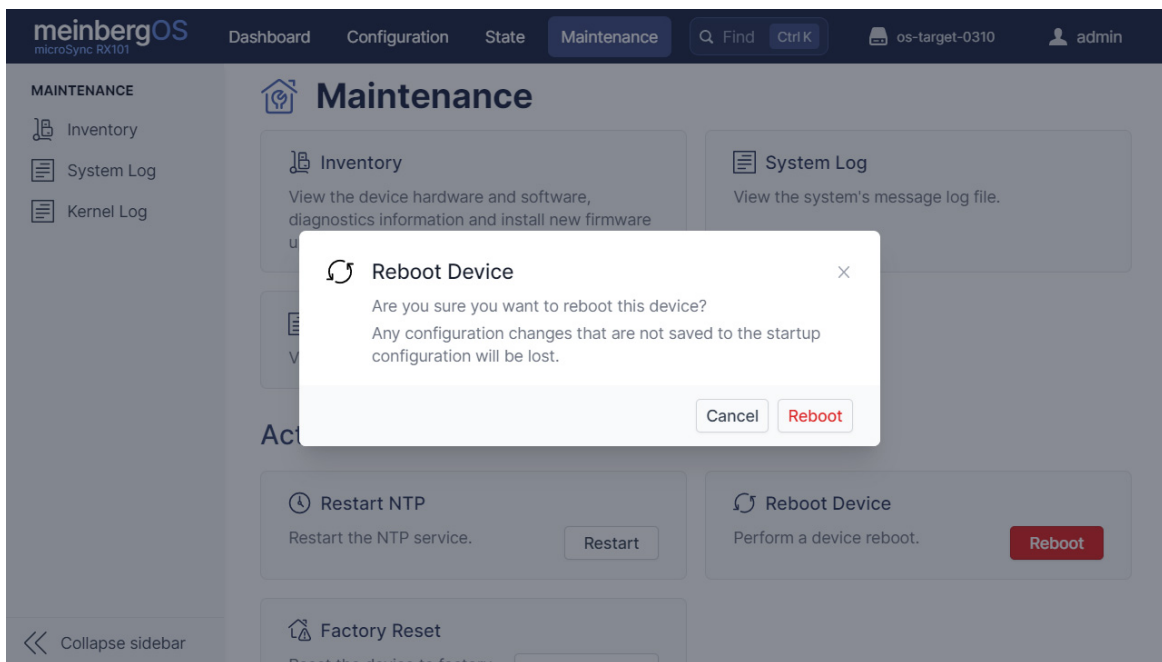 meinbergOS
microSync RX101
Dashboard
Configuration
State
Maintenance
Find
Ctrl K
os-target-0310
admin
MAINTENANCE
Inventory
System Log
Kernel Log
Collapse sidebar
Maintenance
Inventory
View the device hardware and software,
diagnostics information and install new firmware
System Log
View the system's message log file.
Reboot Device
Are you sure you want to reboot this device?
Any configuration changes that are not saved to the startup
configuration will be lost.
Cancel
Reboot
Restart NTP
Restart the NTP service.
Restart
Reboot Device
Perform a device reboot.
Reboot
Factory Reset